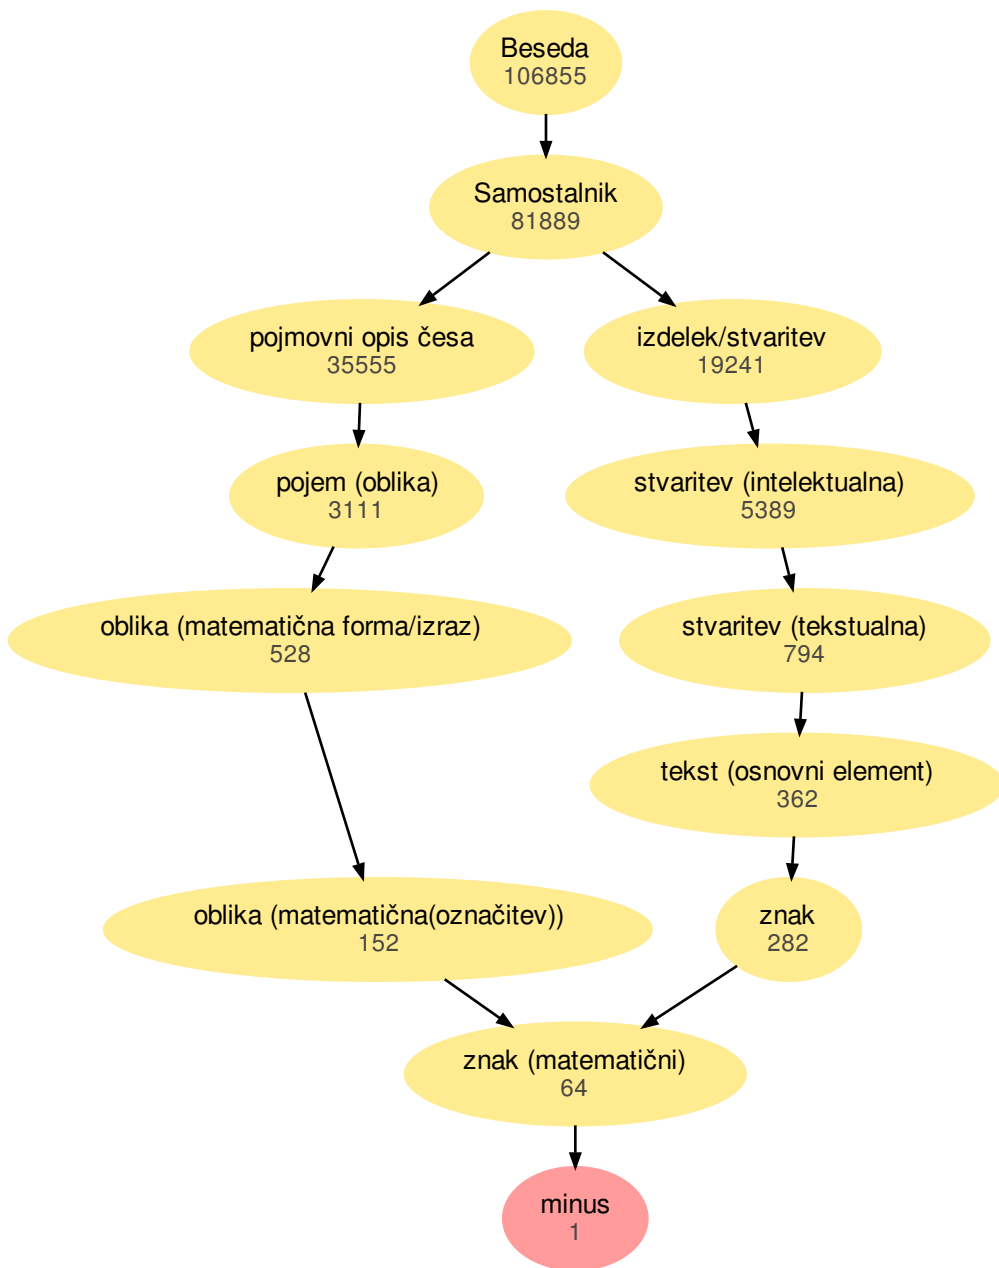 Beseda
106855
Samostalnik
81889
pojmovni opis česa
35555
izdelek/stvaritev
19241
pojem (oblika)
3111
stvaritev (intelektualna)
5389
oblika (matematična forma/izraz)
528
stvaritev (tekstualna)
794
tekst (osnovni element)
362
oblika (matematična(označitev))
152
znak
282
znak (matematični)
64
minus
1